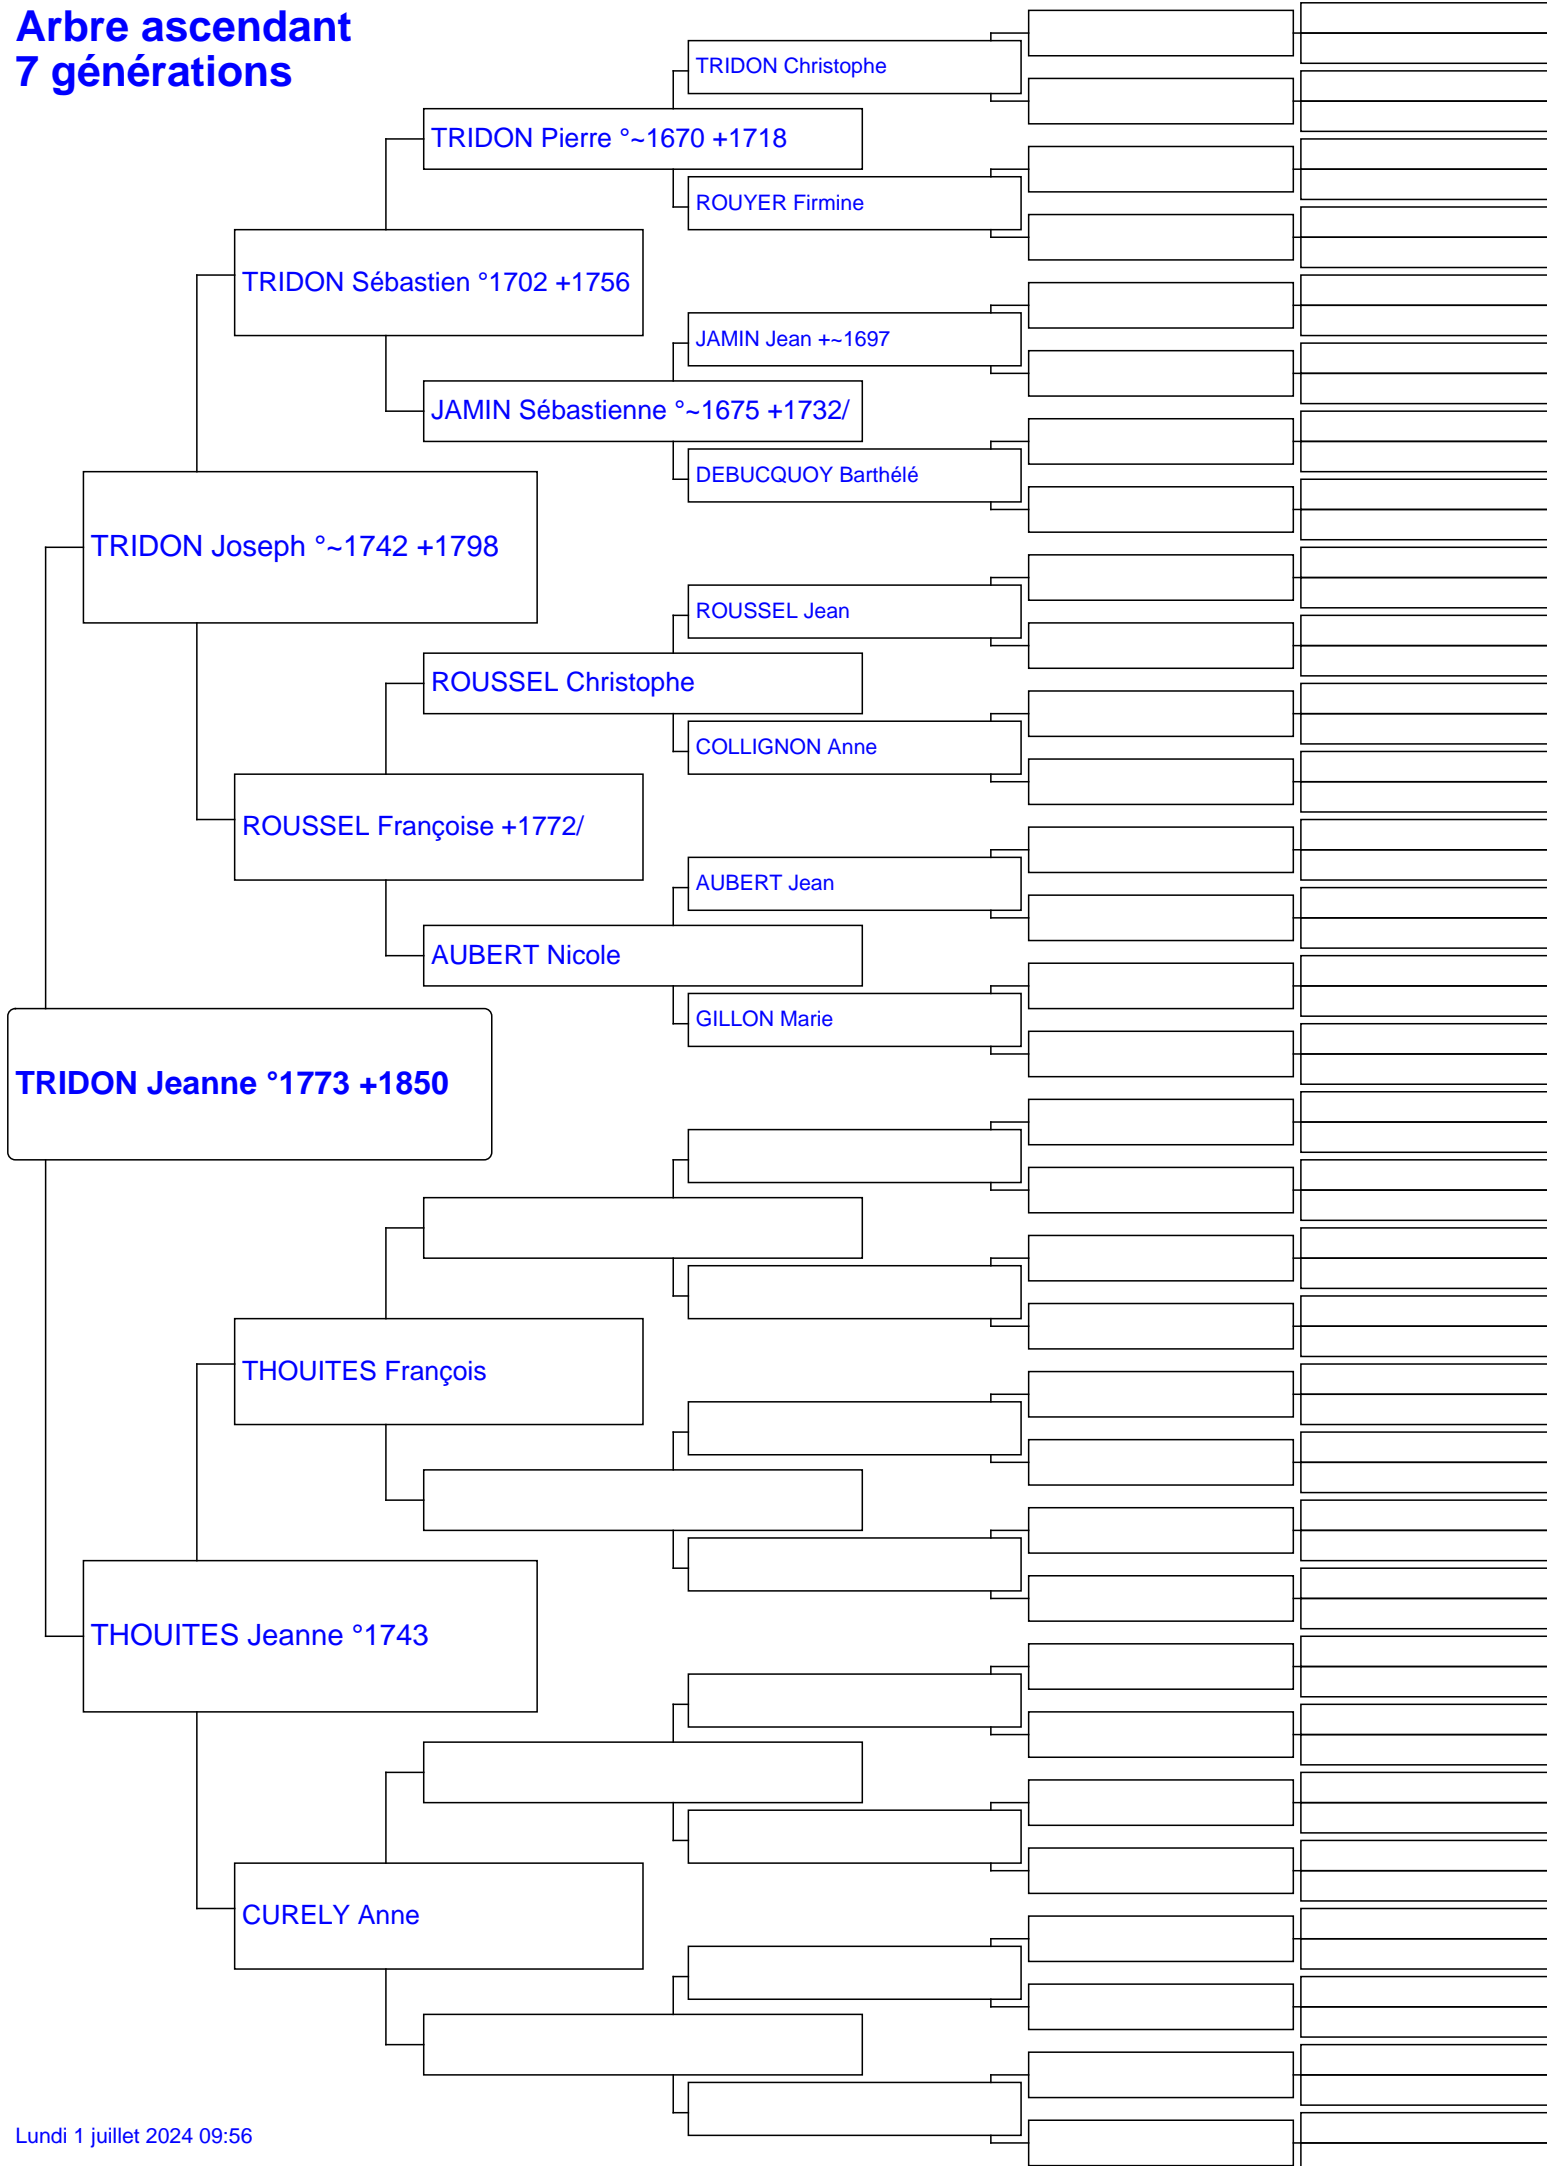 Arbre ascendant
7 générations
TRIDON Christophe
TRIDON Pierre °~1670 +1718
ROUYER Firmine
TRIDON Sébastien °1702 +1756
JAMIN Jean +~1697
JAMIN Sébastienne °~1675 +1732/
DEBUCQUOY Barthélé
TRIDON Joseph °~1742 +1798
ROUSSEL Jean
ROUSSEL Christophe
COLLIGNON Anne
ROUSSEL Françoise +1772/
AUBERT Jean
AUBERT Nicole
GILLON Marie
TRIDON Jeanne °1773 +1850
THOUITES François
THOUITES Jeanne °1743
CURELY Anne
Lundi 1 juillet 2024 09:56